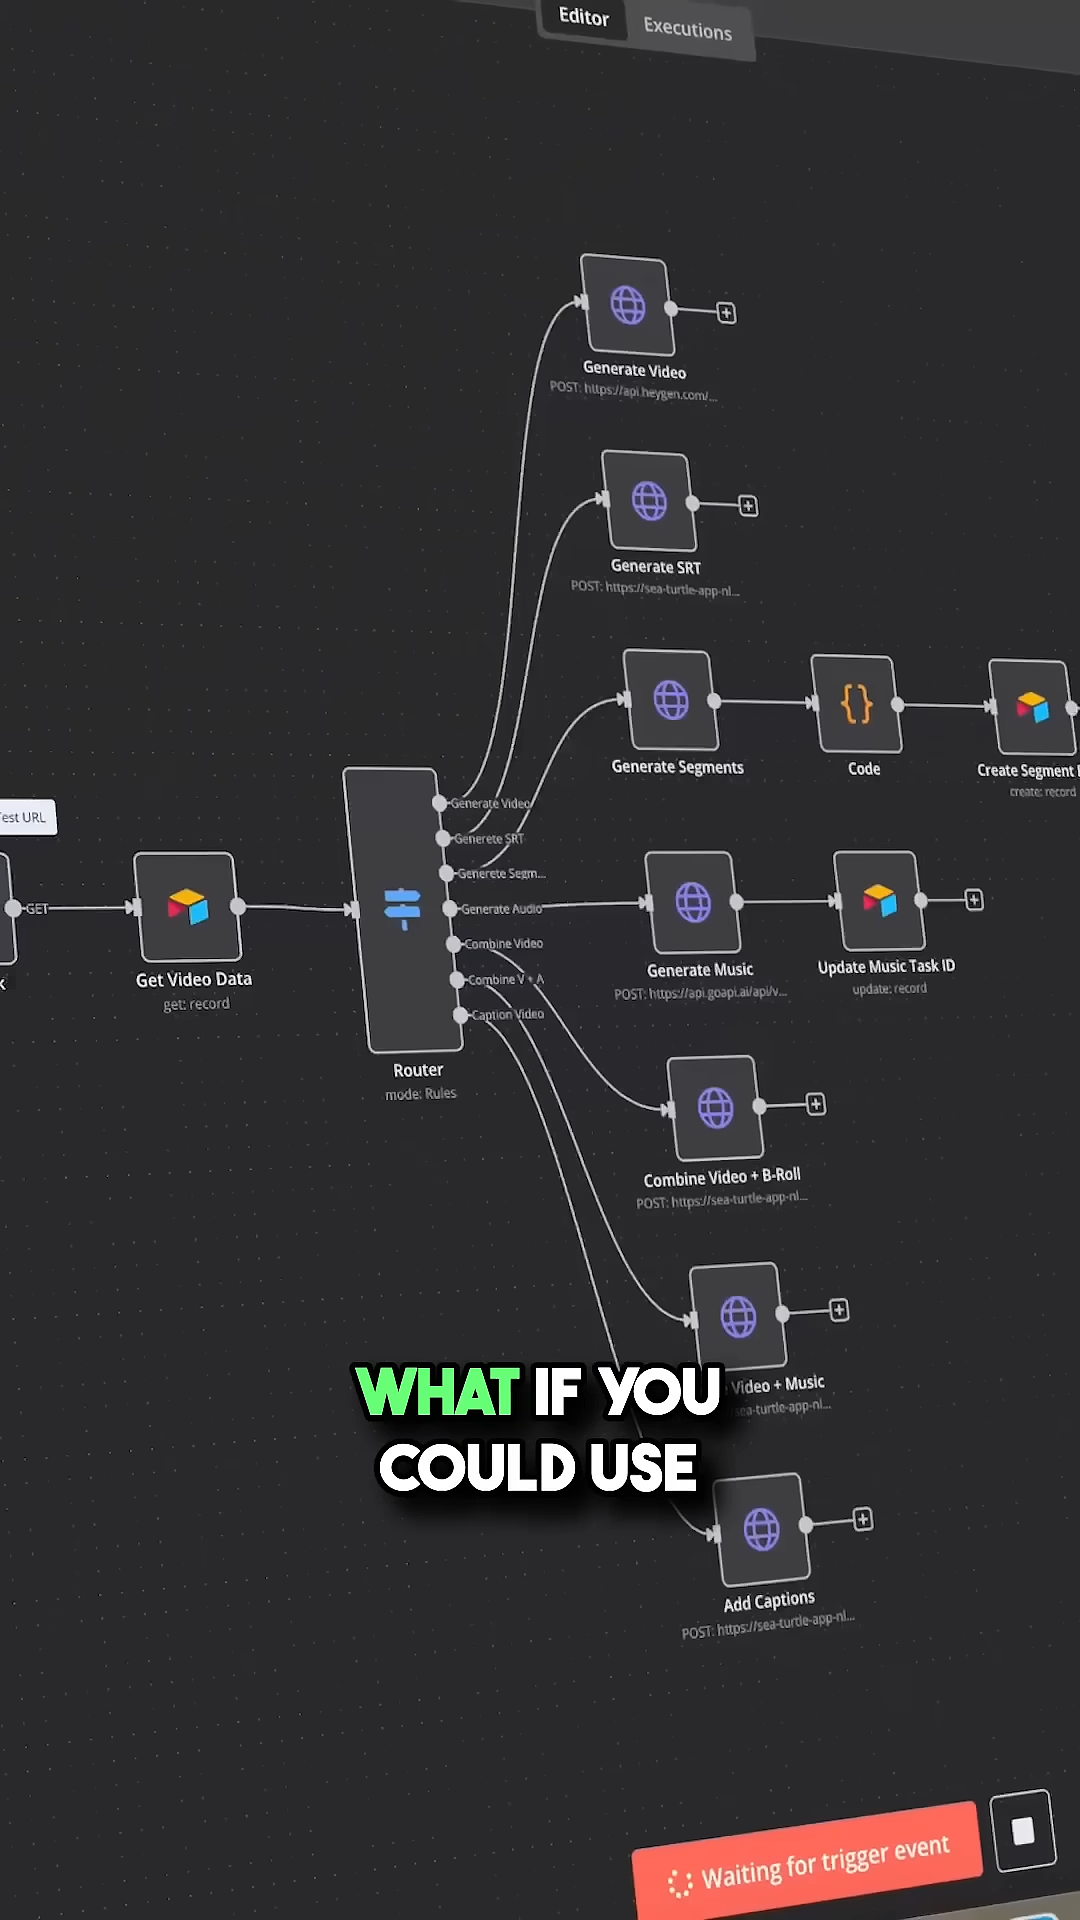 Editor
Executions
Generate Video
POST: https://api.heygen.com/...
Generate SRT
POST: https://sea-turtle-app-nl...
Generate Segments
Code
Create Segment
create: record
Test URL
GET
Get Video Data
get: record
Generate Video
Generete SRT
Generete Segm...
Generate Audio
Combine Video
Combine V + A
Caption Video
Router
mode: Rules
Generate Music
POST: https://api.goapi.ai/api/v...
Update Music Task ID
update: record
Combine Video + B-Roll
POST: https://sea-turtle-app-nl...
Video + Music
sea-turtle-app-nl...
WHAT IF YOU
COULD USE
Add Captions
POST: https://sea-turtle-app-nl...
Waiting for trigger event